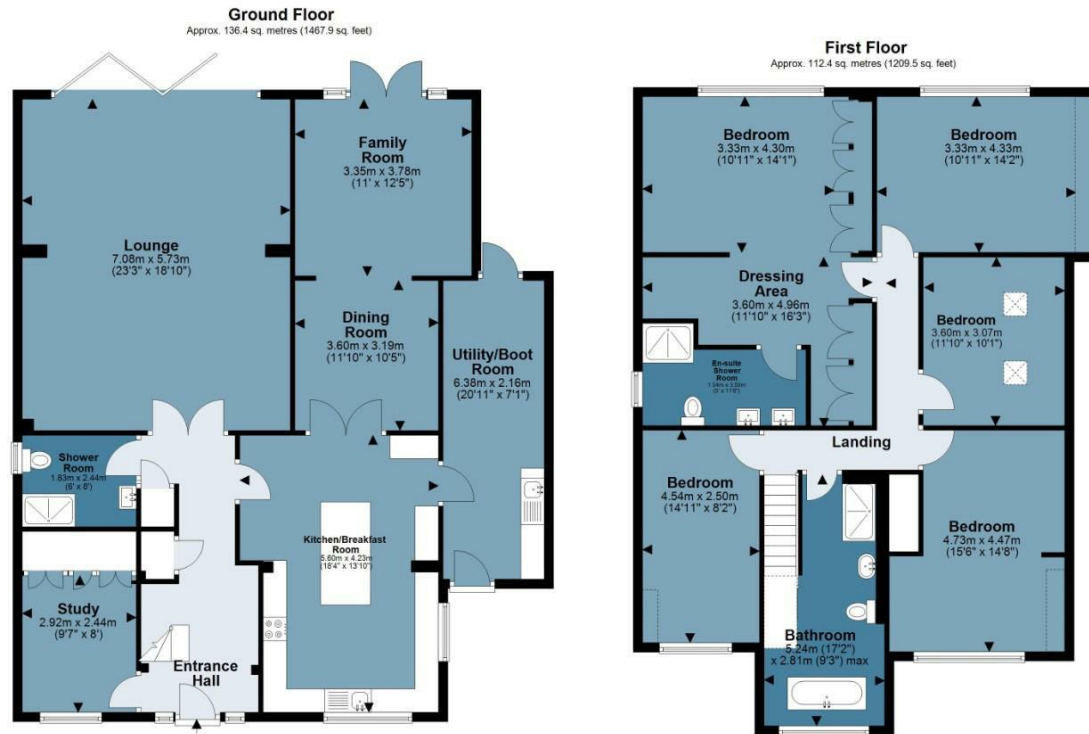 Ground Floor
Approx. 136.4 sq. metres (1467.9 sq. feet)
Family
Room
3.35m x 3.78m
(11' x 12'5")
Lounge
7.08m x 5.73m
(23'3" x 18'10")
Dining
Room
3.60m x 3.19m
(11'10" x 10'5")
Utility/Boot
Room
6.38m x 2.16m
(20'11" x 7'1")
Shower
Room
1.83m x 2.44m
(6' x 8')
Kitchen/Breakfast
Room
5.60m x 4.23m
(18'4" x 13'10")
Study
2.92m x 2.44m
(9'7" x 8')
Entrance
Hall
First Floor
Approx. 112.4 sq. metres (1209.5 sq. feet)
Bedroom
3.33m x 4.30m
(10'11" x 14'1")
Bedroom
3.33m x 4.33m
(10'11" x 14'2")
Dressing
Area
3.60m x 4.96m
(11'10" x 16'3")
Bedroom
3.60m x 3.07m
(11'10" x 10'1")
En-suite
Shower
Room
Landing
Bedroom
4.54m x 2.50m
(14'11" x 8'2")
Bedroom
4.73m x 4.47m
(15'6" x 14'8")
Bathroom
5.24m (17'2")
x 2.81m (9'3") max